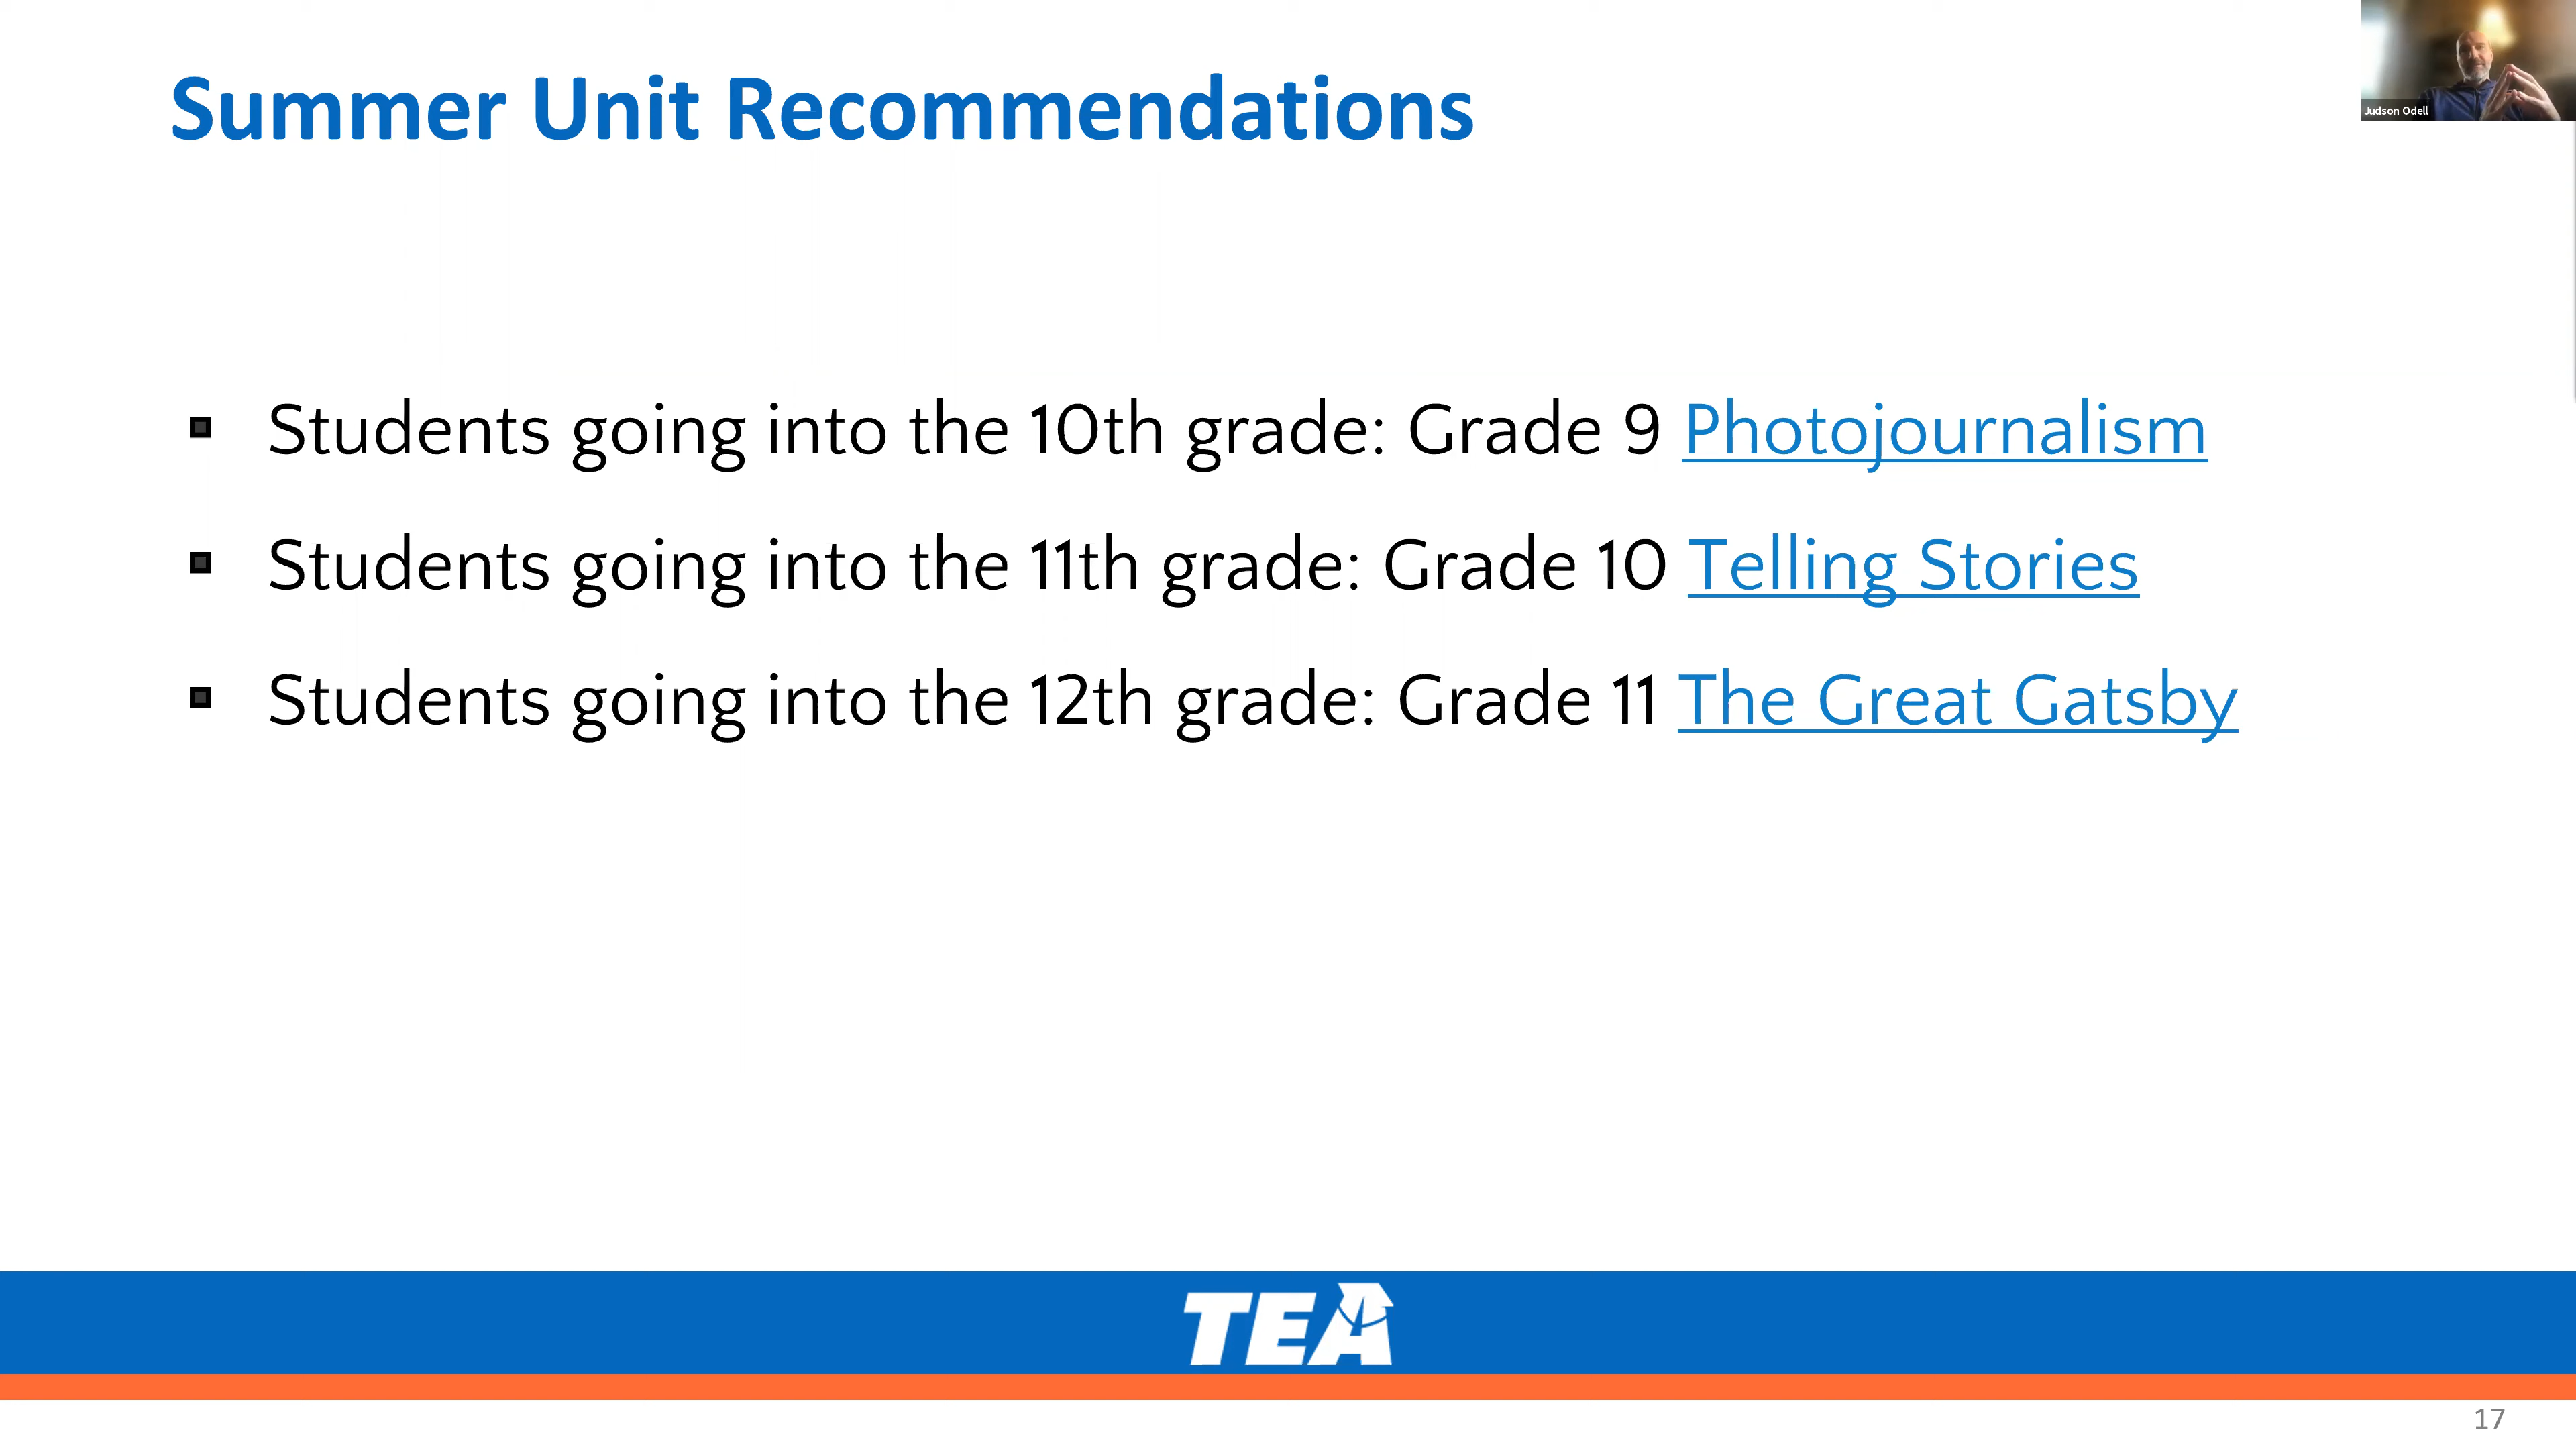 Summer Unit Recommendations
Judson Odell
Students going into the 10th grade: Grade 9 Photojournalism
Students going into the 11th grade: Grade 10 Telling Stories
Students going into the 12th grade: Grade 11 The Great Gatsby
TEA
17